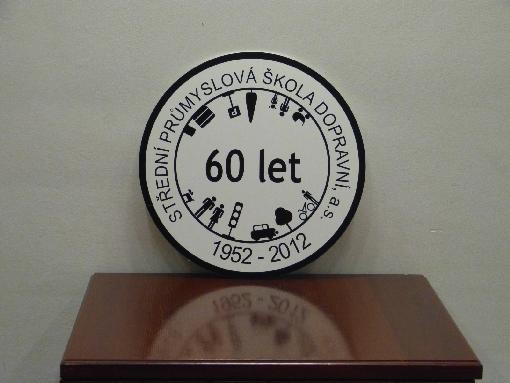 STŘEDNÍ PRŮMYSLOVÁ ŠKOLA DOPRAVNÍ, a.s.
60 let
1952 - 2012